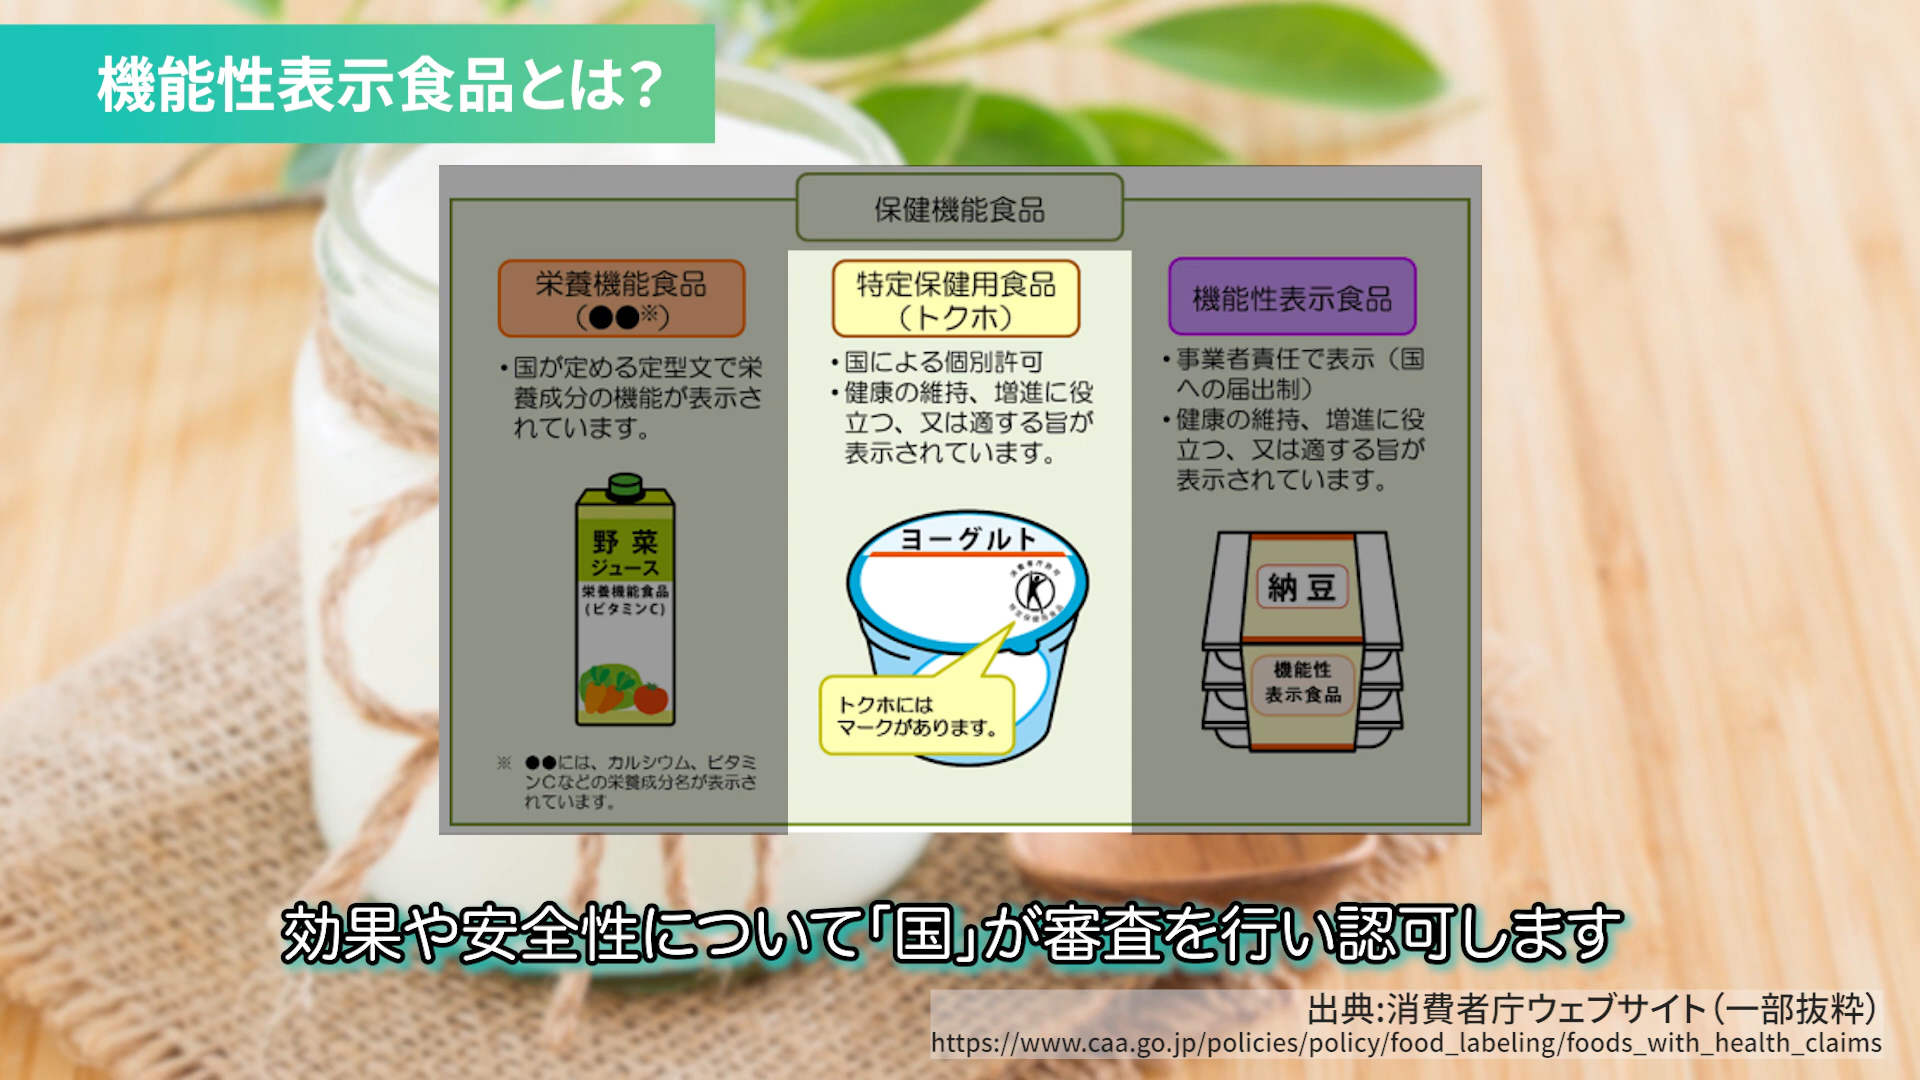 機能性表示食品とは？
保健機能食品
栄養機能食品
（●●※）
・国が定める定型文で栄
養成分の機能が表示さ
れています。
野菜
ジュース
栄養機能食品
(ビタミンC)
※ ●●には、カルシウム、ビタミ
ンCなどの栄養成分名が表示さ
れています。
特定保健用食品
（トクホ）
・国による個別許可
・健康の維持、増進に役
立つ、又は適する旨が
表示されています。
ヨーグルト
消費者庁許可
特定保健用食品
トクホには
マークがあります。
機能性表示食品
・事業者責任で表示（国
への届出制）
・健康の維持、増進に役
立つ、又は適する旨が
表示されています。
納豆
機能性
表示食品
効果や安全性について「国」が審査を行い認可します
出典:消費者庁ウェブサイト（一部抜粋）
https://www.caa.go.jp/policies/policy/food_labeling/foods_with_health_claims